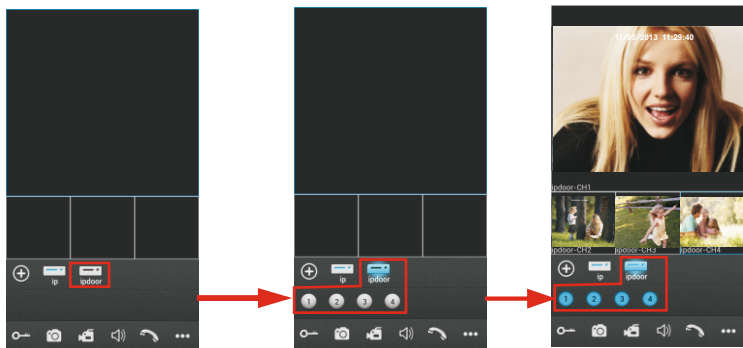 ip ipdoor
ip ipdoor
1 2 3 4
11/05/2013 11:29:40
ipdoor-CH1
ipdoor-CH2 ipdoor-CH3 ipdoor-CH4
ip ipdoor
1 2 3 4